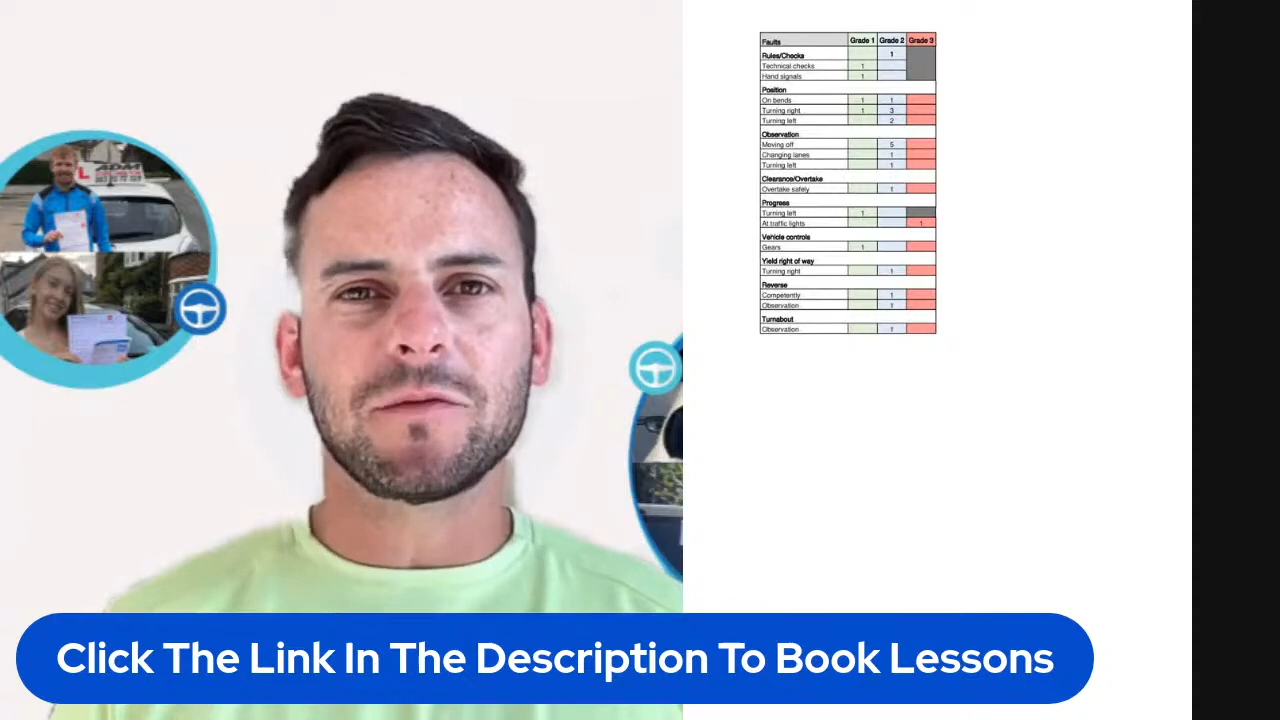 Faults Grade 1 Grade 2 Grade 3
Rules/Checks 1
Technical checks 1
Hand signals 1
Position
On bends 1 1
Turning right 1 3
Turning left 2
Observation
Moving off 5
Changing lanes 1
Turning left 1
Clearance/Overtake
Overtake safely 1
Progress
Turning left 1
At traffic lights 1
Vehicle controls
Gears 1
Yield right of way
Turning right 1
Reverse
Competently 1
Observation 1
Turnabout
Observation 1
Click The Link In The Description To Book Lessons